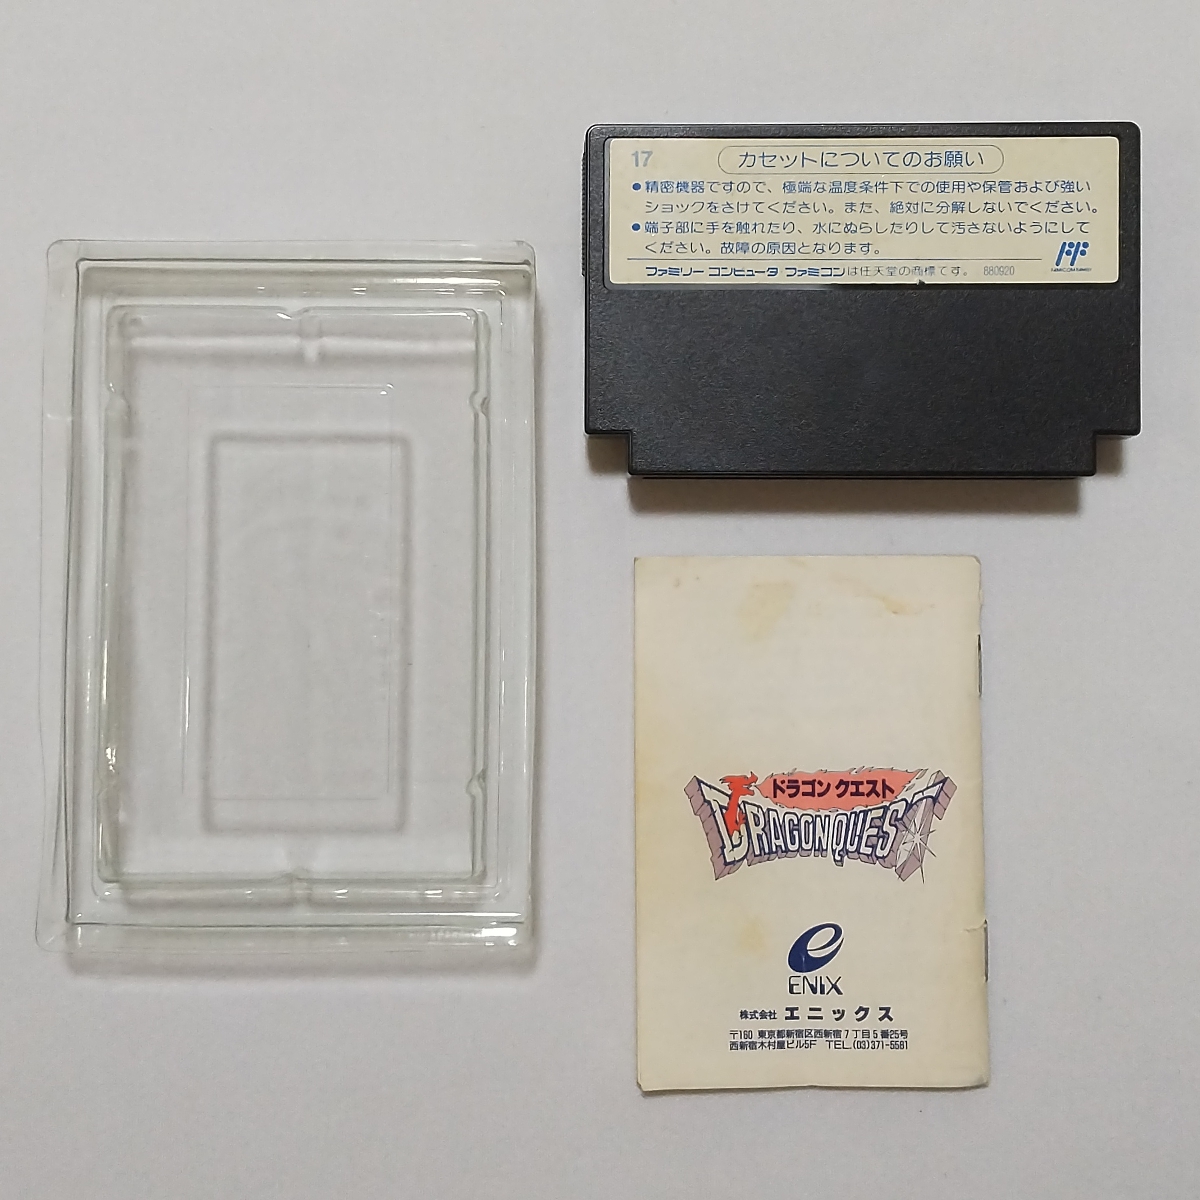 17
カセットについてのお願い
●精密機器ですので、極端な温度条件下での使用や保管および強い
ショックをさけてください。また、絶対に分解しないでください。
●端子部に手を触れたり、水にぬらしたりして汚さないようにして
ください。故障の原因となります。
FAMICOM FAMILY
ファミリー コンピュータ ファミコンは任天堂の商標です。 880920
ドラゴン クエスト
DRAGON QUEST
ENIX
株式会社 エニックス
〒160 東京都新宿区西新宿7丁目5番25号
西新宿木村屋ビル5F TEL.(03)371-5581